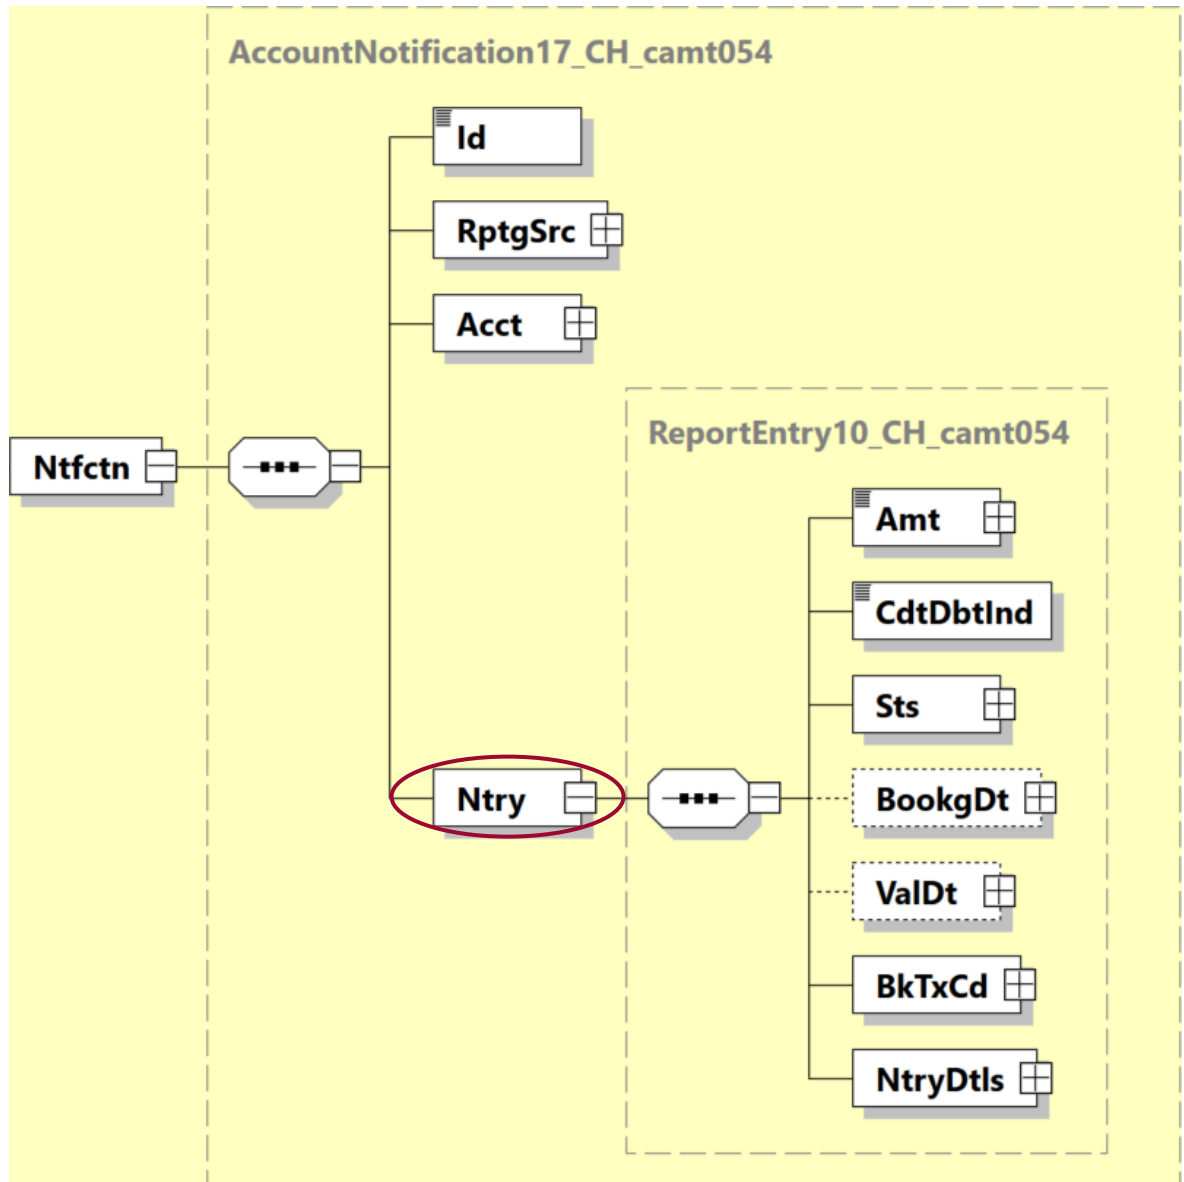 AccountNotification17_CH_camt054
Id
RptgSrc
Acct
ReportEntry10_CH_camt054
Ntfctn
Amt
CdtDbtInd
Sts
Ntry
BookgDt
ValDt
BkTxCd
NtryDtls